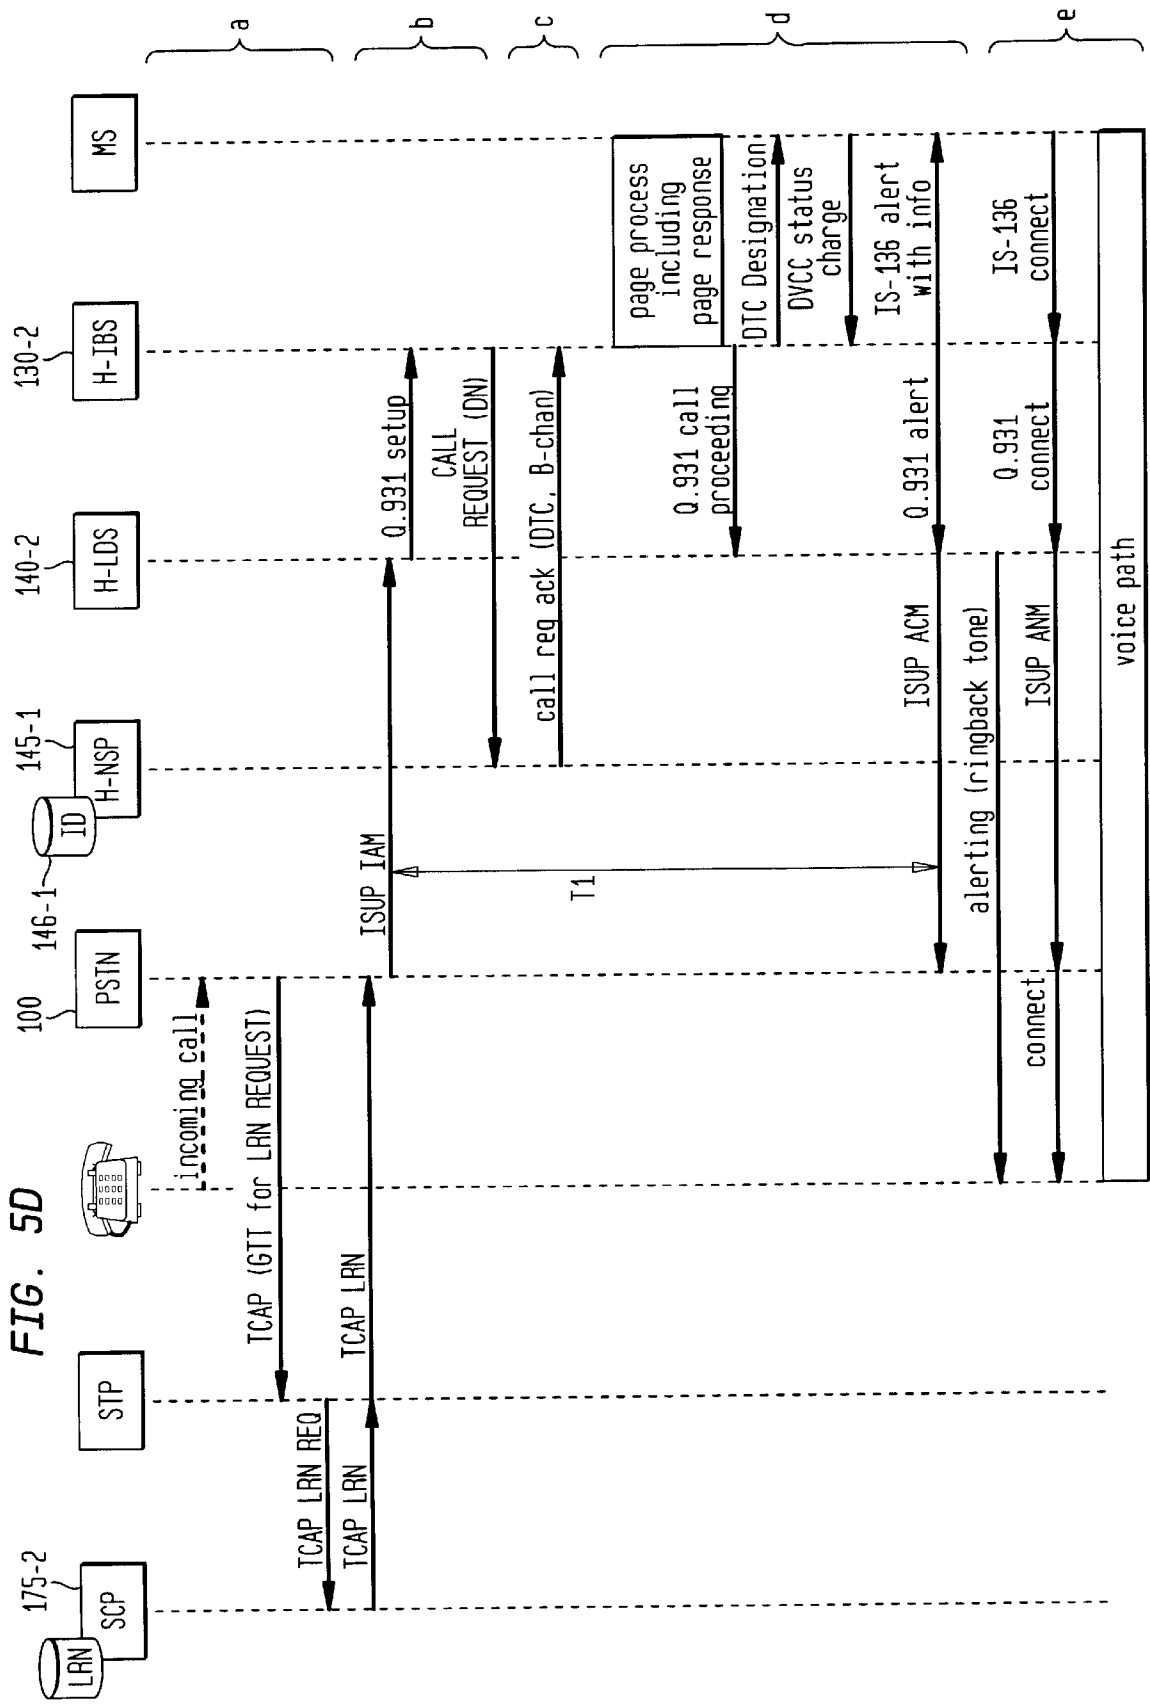 FIG. 5D
175-2
LRN
SCP
STP
100
PSTN
146-1
ID
145-1
H-NSP
140-2
H-LDS
130-2
H-IBS
MS
a
b
c
d
e
incoming call
TCAP (GTT for LRN REQUEST)
TCAP LRN REQ
TCAP LRN
TCAP LRN
ISUP IAM
Q.931 setup
CALL
REQUEST (DN)
call req ack (DTC, B-chan)
T1
page process
including
page response
Q.931 call
proceeding
DTC Designation
DVCC status
charge
ISUP ACM
Q.931 alert
IS-136 alert
with info
alerting (ringback tone)
connect
ISUP ANM
Q.931
connect
IS-136
connect
voice path